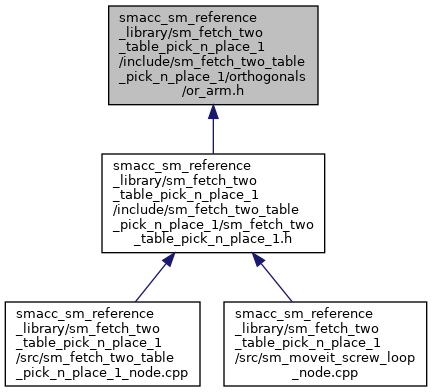 smacc_sm_reference
_library/sm_fetch_two
_table_pick_n_place_1
/include/sm_fetch_two_table
_pick_n_place_1/orthogonals
/or_arm.h
smacc_sm_reference
_library/sm_fetch_two
_table_pick_n_place_1
/include/sm_fetch_two_table
_pick_n_place_1/sm_fetch_two
_table_pick_n_place_1.h
smacc_sm_reference
_library/sm_fetch_two
_table_pick_n_place_1
/src/sm_fetch_two_table
_pick_n_place_1_node.cpp
smacc_sm_reference
_library/sm_fetch_two
_table_pick_n_place_1
/src/sm_moveit_screw_loop
_node.cpp